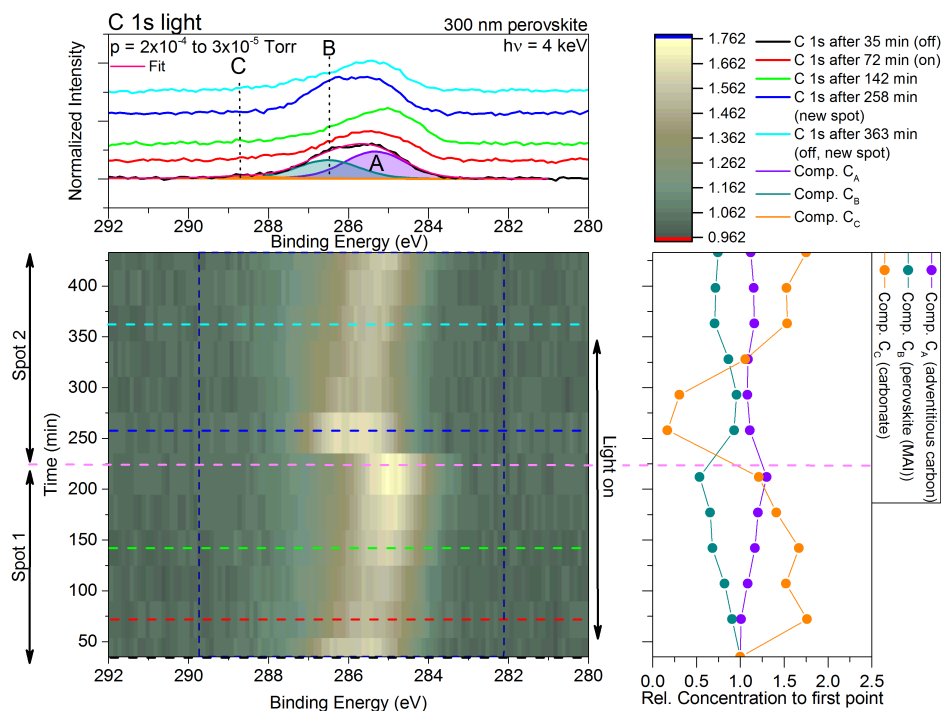 C 1s light
300 nm perovskite
p = 2x10⁻⁴ to 3x10⁻⁵ Torr
hν = 4 keV
Fit
C
B
A
Normalized Intensity
292 290 288 286 284 282 280
Binding Energy (eV)
1.762
1.662
1.562
1.462
1.362
1.262
1.162
1.062
0.962
C 1s after 35 min (off)
C 1s after 72 min (on)
C 1s after 142 min
C 1s after 258 min
(new spot)
C 1s after 363 min
(off, new spot)
Comp. C_A
Comp. C_B
Comp. C_C
Spot 2
Spot 1
Time (min)
400
350
300
250
200
150
100
50
Light on
292 290 288 286 284 282 280
Binding Energy (eV)
Comp. C_A (adventitious carbon)
Comp. C_B (perovskite (MAI))
Comp. C_C (carbonate)
0.0 0.5 1.0 1.5 2.0 2.5
Rel. Concentration to first point